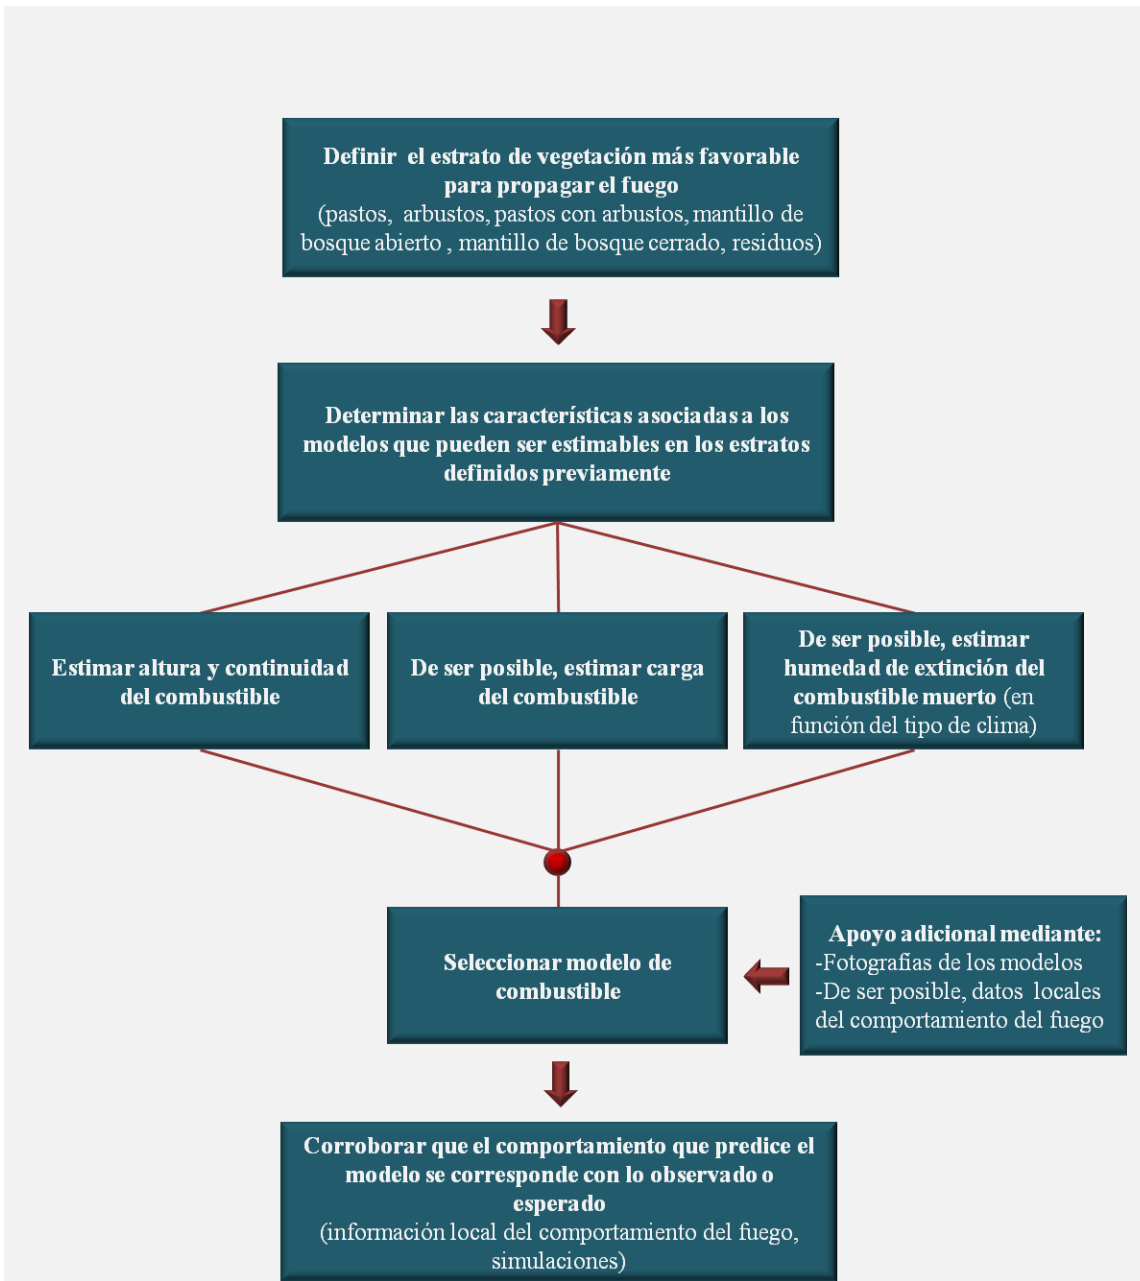 Definir el estrato de vegetación más favorable
para propagar el fuego
(pastos, arbustos, pastos con arbustos, mantillo de
bosque abierto , mantillo de bosque cerrado, residuos)
Determinar las características asociadas a los
modelos que pueden ser estimables en los estratos
definidos previamente
Estimar altura y continuidad
del combustible
De ser posible, estimar carga
del combustible
De ser posible, estimar
humedad de extinción del
combustible muerto (en
función del tipo de clima)
Seleccionar modelo de
combustible
Apoyo adicional mediante:
-Fotografías de los modelos
-De ser posible, datos locales
del comportamiento del fuego
Corroborar que el comportamiento que predice el
modelo se corresponde con lo observado o
esperado
(información local del comportamiento del fuego,
simulaciones)